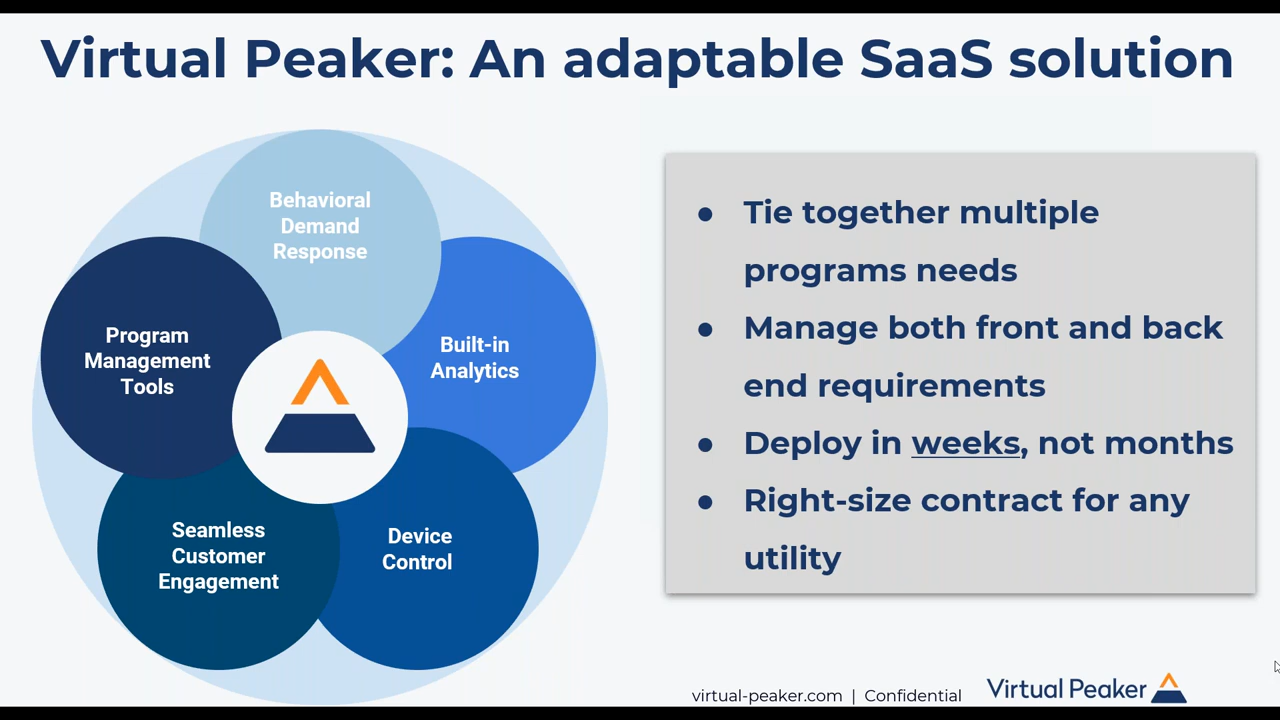 Virtual Peaker: An adaptable SaaS solution
Behavioral
Demand
Response
Built-in
Analytics
Device
Control
Seamless
Customer
Engagement
Program
Management
Tools
● Tie together multiple
programs needs
● Manage both front and back
end requirements
● Deploy in weeks, not months
● Right-size contract for any
utility
virtual-peaker.com | Confidential
Virtual Peaker